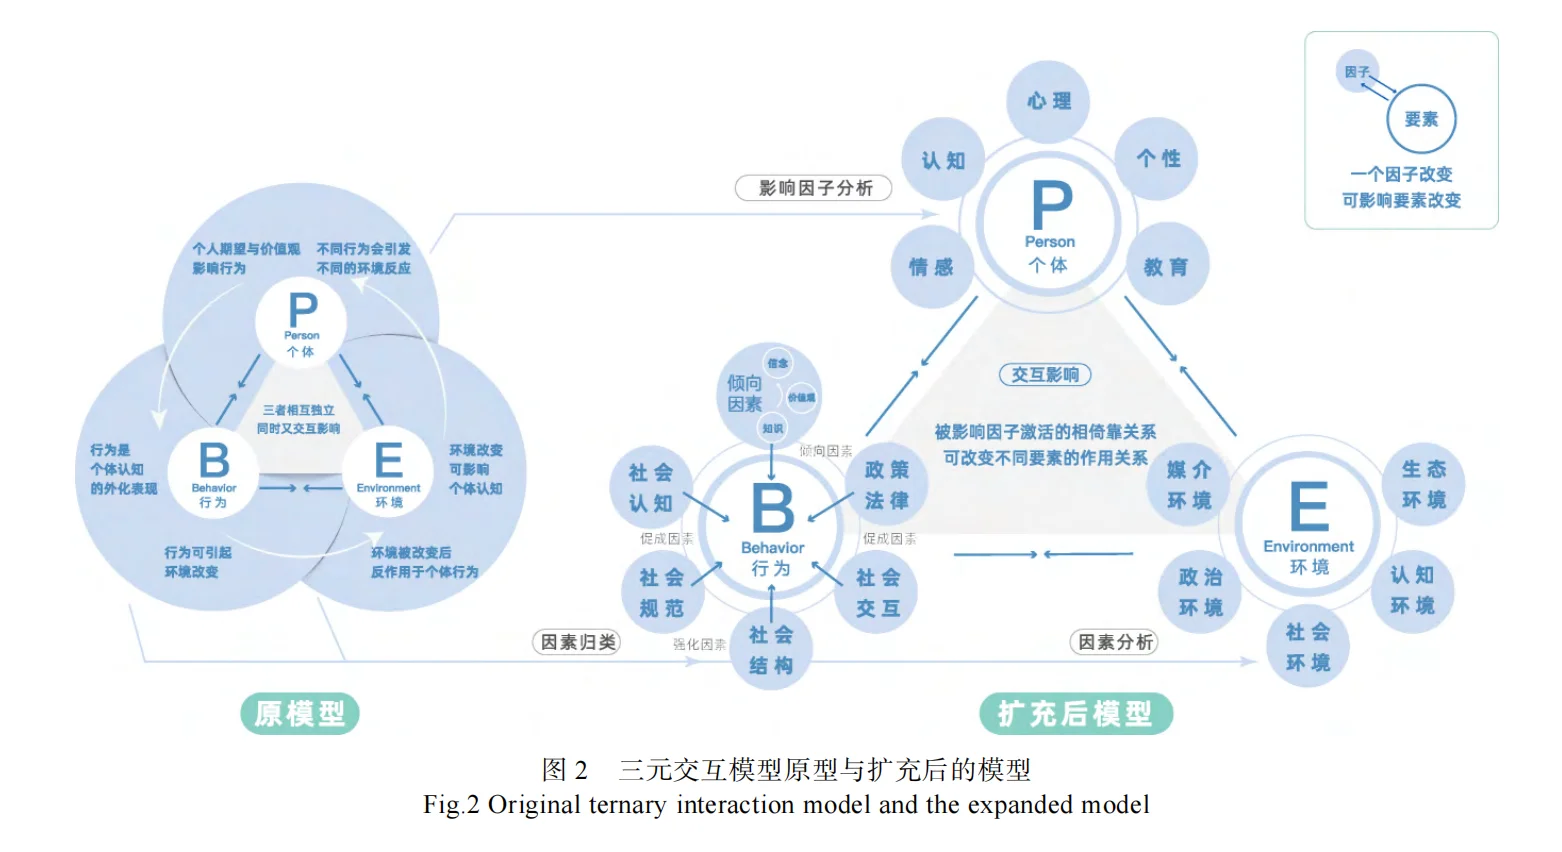 个人期望与价值观
影响行为
不同行为会引发
不同的环境反应
P
Person
个体
三者相互独立
同时又交互影响
行为是
个体认知
的外化表现
B
Behavior
行为
E
Environment
环境
环境改变
可影响
个体认知
行为可引起
环境改变
环境被改变后
反作用于个体行为
原模型
影响因子分析
因素归类
因素分析
心理
认知
个性
情感
教育
P
Person
个体
交互影响
被影响因子激活的相倚靠关系
可改变不同要素的作用关系
倾向
因素
信念
价值观
知识
倾向因素
社会
认知
政策
法律
B
Behavior
行为
促成因素
促成因素
社会
规范
社会
交互
强化因素
社会
结构
媒介
环境
生态
环境
E
Environment
环境
政治
环境
认知
环境
社会
环境
扩充后模型
因子
要素
一个因子改变
可影响要素改变
图 2 三元交互模型原型与扩充后的模型
Fig.2 Original ternary interaction model and the expanded model